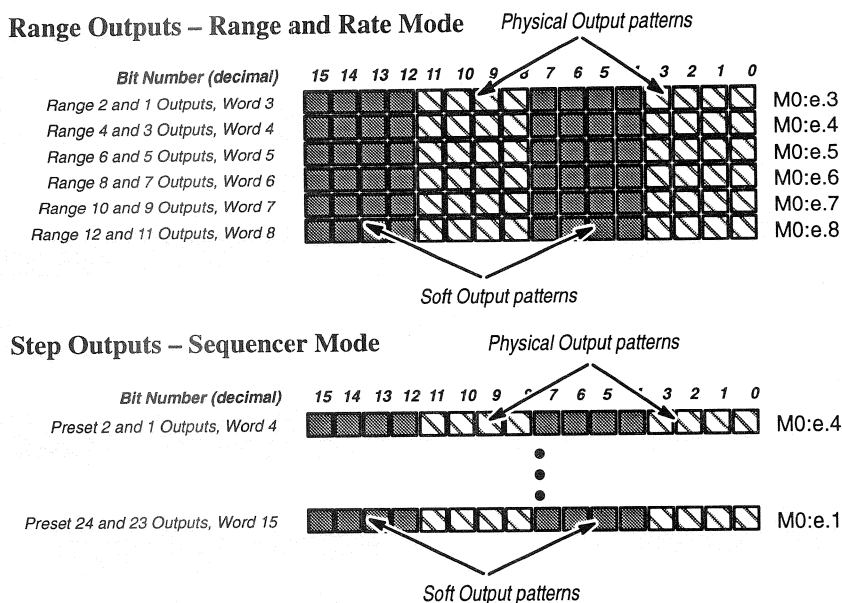 Range Outputs – Range and Rate Mode
Physical Output patterns
Bit Number (decimal) 15 14 13 12 11 10 9 8 7 6 5 3 2 1 0
Range 2 and 1 Outputs, Word 3 M0:e.3
Range 4 and 3 Outputs, Word 4 M0:e.4
Range 6 and 5 Outputs, Word 5 M0:e.5
Range 8 and 7 Outputs, Word 6 M0:e.6
Range 10 and 9 Outputs, Word 7 M0:e.7
Range 12 and 11 Outputs, Word 8 M0:e.8
Soft Output patterns
Step Outputs – Sequencer Mode
Physical Output patterns
Bit Number (decimal) 15 14 13 12 11 10 9 7 6 5 3 2 1 0
Preset 2 and 1 Outputs, Word 4 M0:e.4
Preset 24 and 23 Outputs, Word 15 M0:e.1
Soft Output patterns